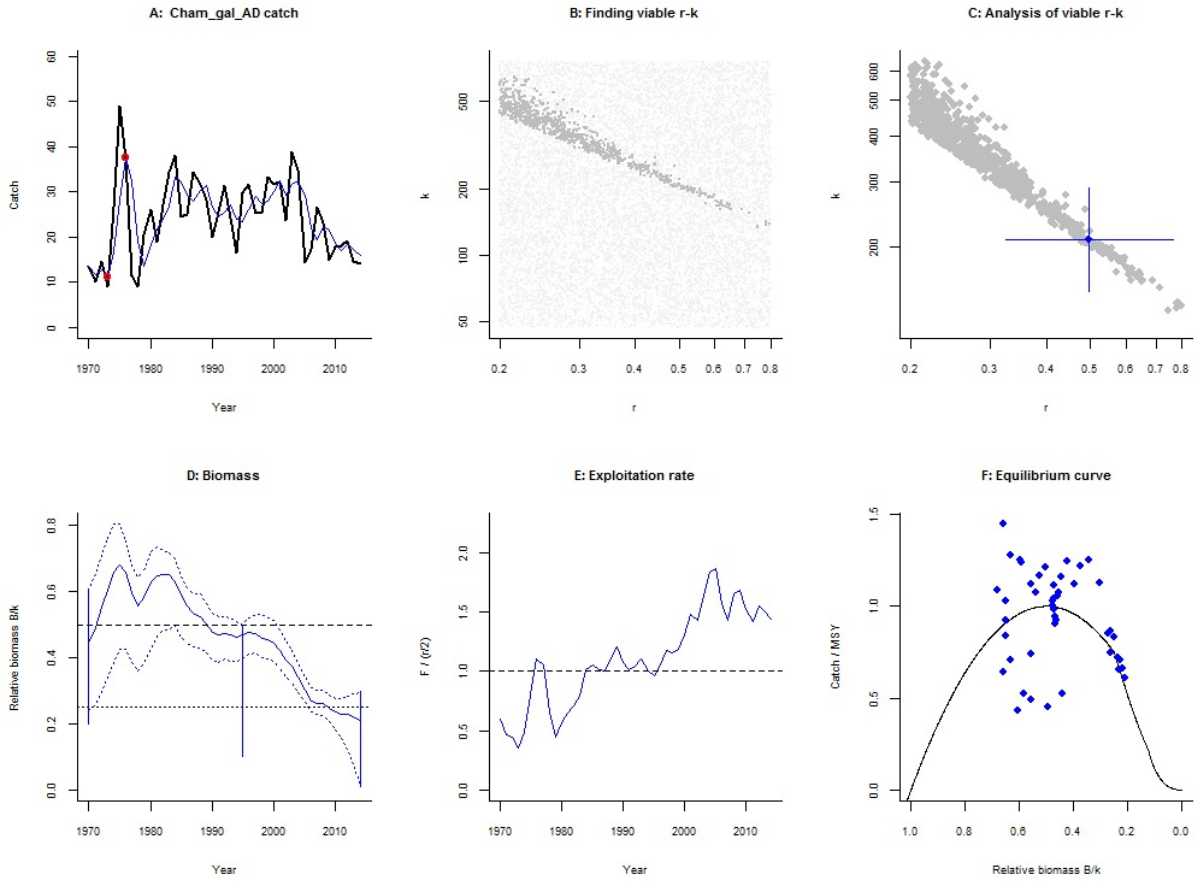 A: Cham_gal_AD catch
Catch
60
50
40
30
20
10
0
1970 1980 1990 2000 2010
Year
B: Finding viable r-k
k
500
200
100
50
0.2 0.3 0.4 0.5 0.6 0.7 0.8
r
C: Analysis of viable r-k
k
600
500
400
300
200
0.2 0.3 0.4 0.5 0.6 0.7 0.8
r
D: Biomass
Relative biomass B/k
0.8
0.6
0.4
0.2
0.0
1970 1980 1990 2000 2010
Year
E: Exploitation rate
F / (r/2)
2.0
1.5
1.0
0.5
0.0
1970 1980 1990 2000 2010
Year
F: Equilibrium curve
Catch / MSY
1.5
1.0
0.5
0.0
1.0 0.8 0.6 0.4 0.2 0.0
Relative biomass B/k